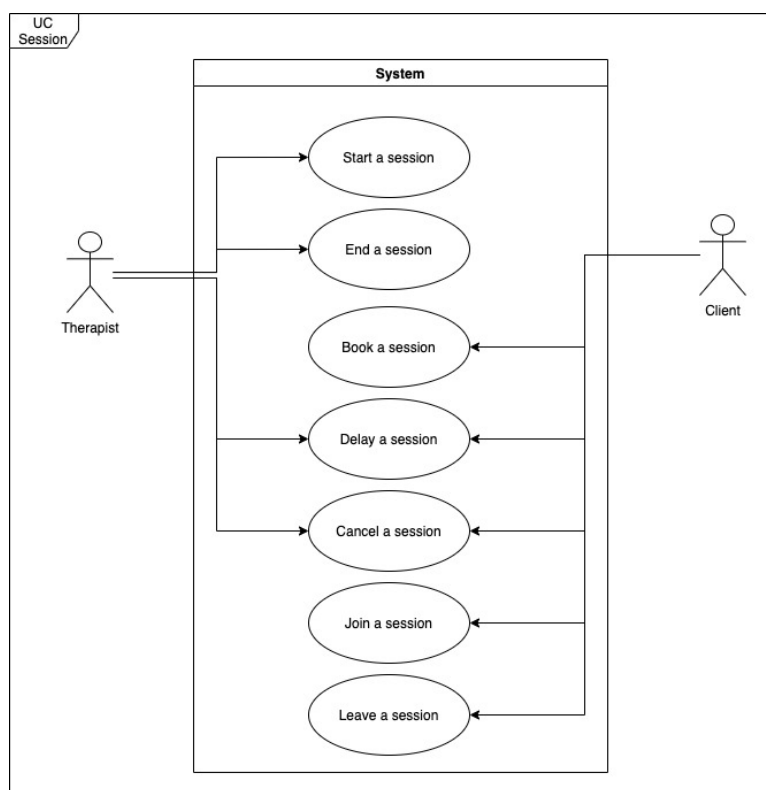 UC
Session
System
Start a session
End a session
Therapist
Client
Book a session
Delay a session
Cancel a session
Join a session
Leave a session